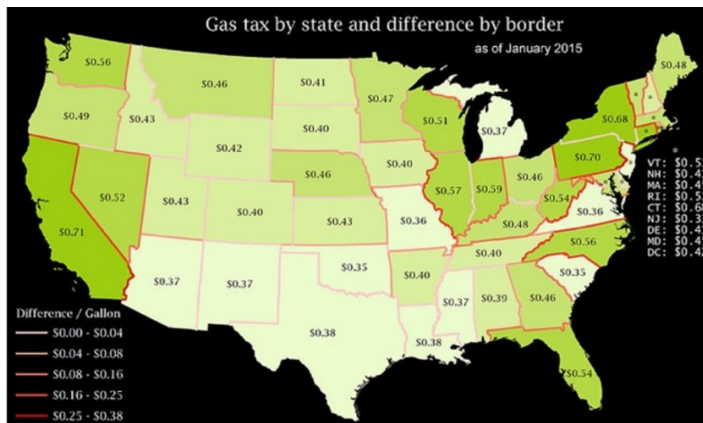 Gas tax by state and difference by border
as of January 2015
$0.56
$0.48
$0.46
$0.41
$0.47
$0.49
$0.43
$0.51
$0.68
$0.40
$0.37
$0.42
$0.70
$0.40
$0.46
$0.46
$0.52
$0.57
$0.59
$0.54
$0.43
$0.40
$0.43
$0.36
$0.36
$0.48
$0.71
$0.56
$0.40
$0.35
$0.40
$0.35
$0.37
$0.37
$0.37
$0.39
$0.46
$0.38
$0.38
$0.54
VT:
NH:
MA:
RI:
CT:
NJ:
DE:
MD:
DC:
Difference / Gallon
$0.00 - $0.04
$0.04 - $0.08
$0.08 - $0.16
$0.16 - $0.25
$0.25 - $0.38